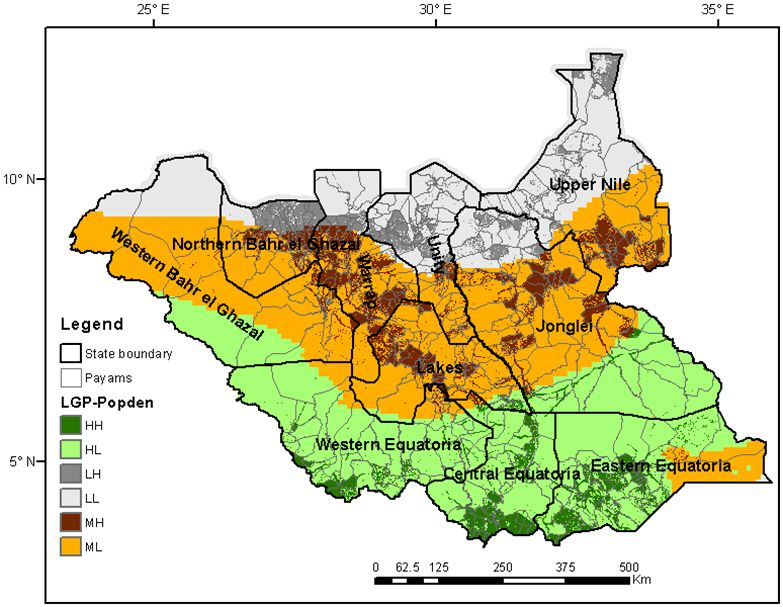 25° E 30° E 35° E
10° N
5° N
Upper Nile
Northern Bahr el Ghazal
Western Bahr el Ghazal
Warrap
Unity
Jonglei
Lakes
Western Equatoria
Central Equatoria
Eastern Equatoria
Legend
State boundary
Payams
LGP-Popden
HH
HL
LH
LL
MH
ML
0 62.5 125 250 375 500
Km